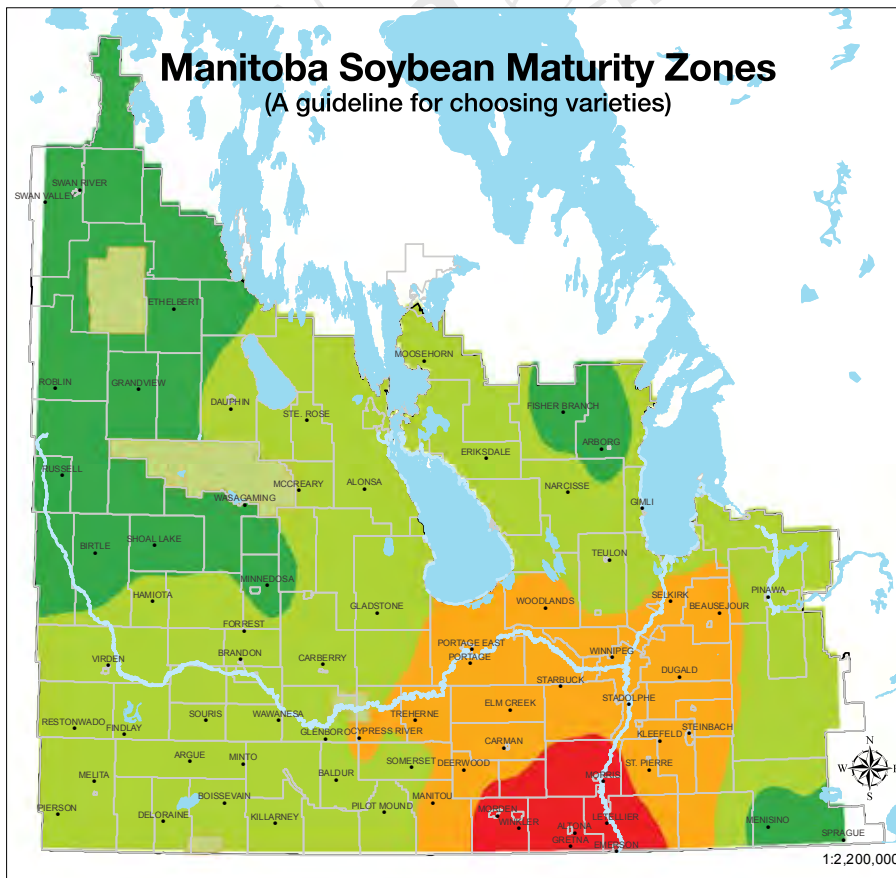 Manitoba Soybean Maturity Zones
(A guideline for choosing varieties)
SWAN RIVER
SWAN VALLEY
ETHELBERT
MOOSEHORN
ROBLIN
GRANDVIEW
DAUPHIN
STE. ROSE
FISHER BRANCH
ARBORG
ERIKSDALE
RUSSELL
MCCREARY
ALONSA
NARCISSE
WASAGAMING
GIMLI
BIRTLE
SHOAL LAKE
TEULON
MINNEDOSA
HAMIOTA
PINAWA
SELKIRK
WOODLANDS
BEAUSEJOUR
GLADSTONE
FORREST
PORTAGE EAST
WINNIPEG
BRANDON
CARBERRY
PORTAGE
VIRDEN
DUGALD
STARBUCK
STADOLPHE
ELM CREEK
SOURIS
WAWANESA
TREHERNE
RESTONWADO
FINDLAY
STEINBACH
GLENBORO
CYPRESS RIVER
KLEEFELD
CARMAN
ARGUE
MINTO
SOMERSET
DEERWOOD
ST. PIERRE
MELITA
BALDUR
MORRIS
BOISSEVAIN
MANITOU
PIERSON
PILOT MOUND
MORDEN
DELORAINE
KILLARNEY
WINKLER
ALTONA
LETELLIER
MENISINO
SPRAGUE
GRETNA
EMERSON
N
W
S
1:2,200,000